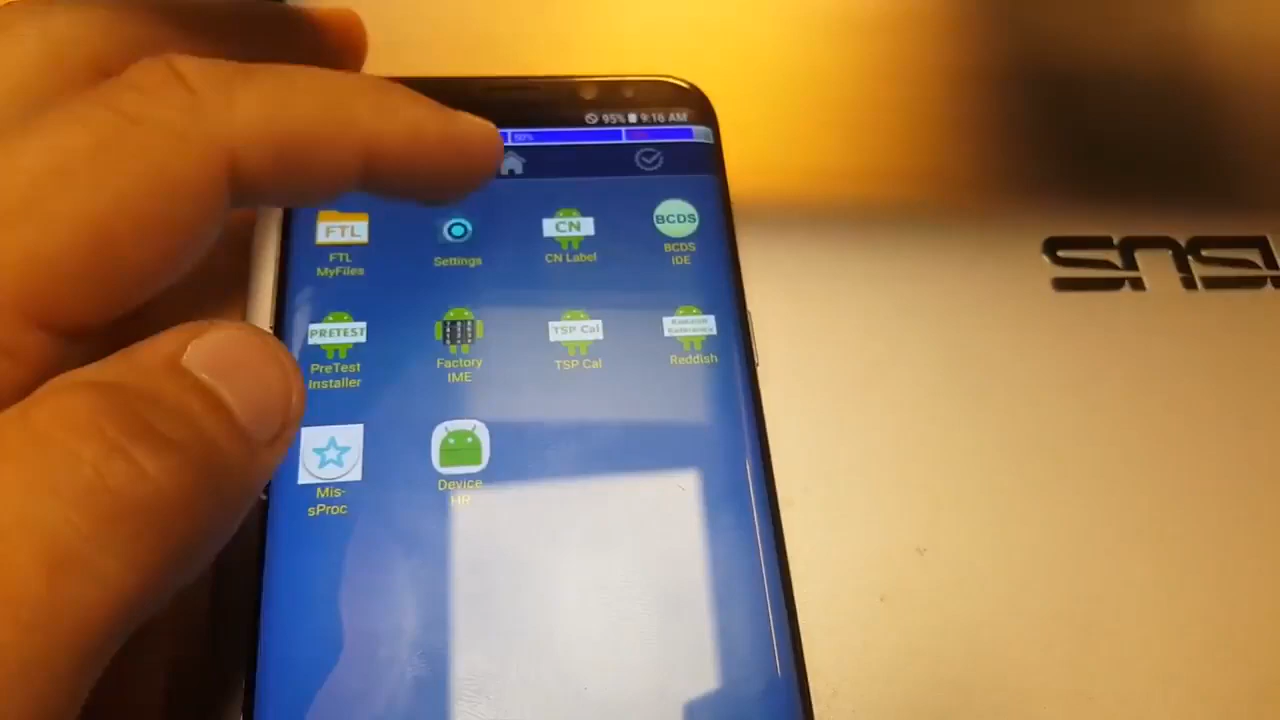 95% 9:16 AM
50%
FTL
CN
BCDS
FTL
MyFiles
Settings
CN Label
BCDS
IDE
PRETEST
TSP Cal
PreTest
Installer
Factory
IME
TSP Cal
Reddish
Mis-
sProc
Device
HR